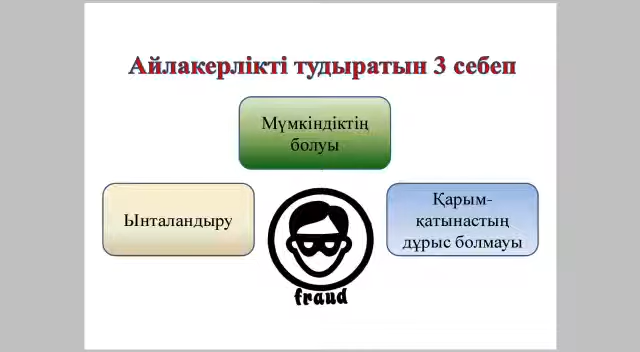 Айлакерлікті тудыратын 3 себеп
Мүмкіндіктің
болуы
Ынталандыру
Қарым-
қатынастың
дұрыс болмауы
fraud